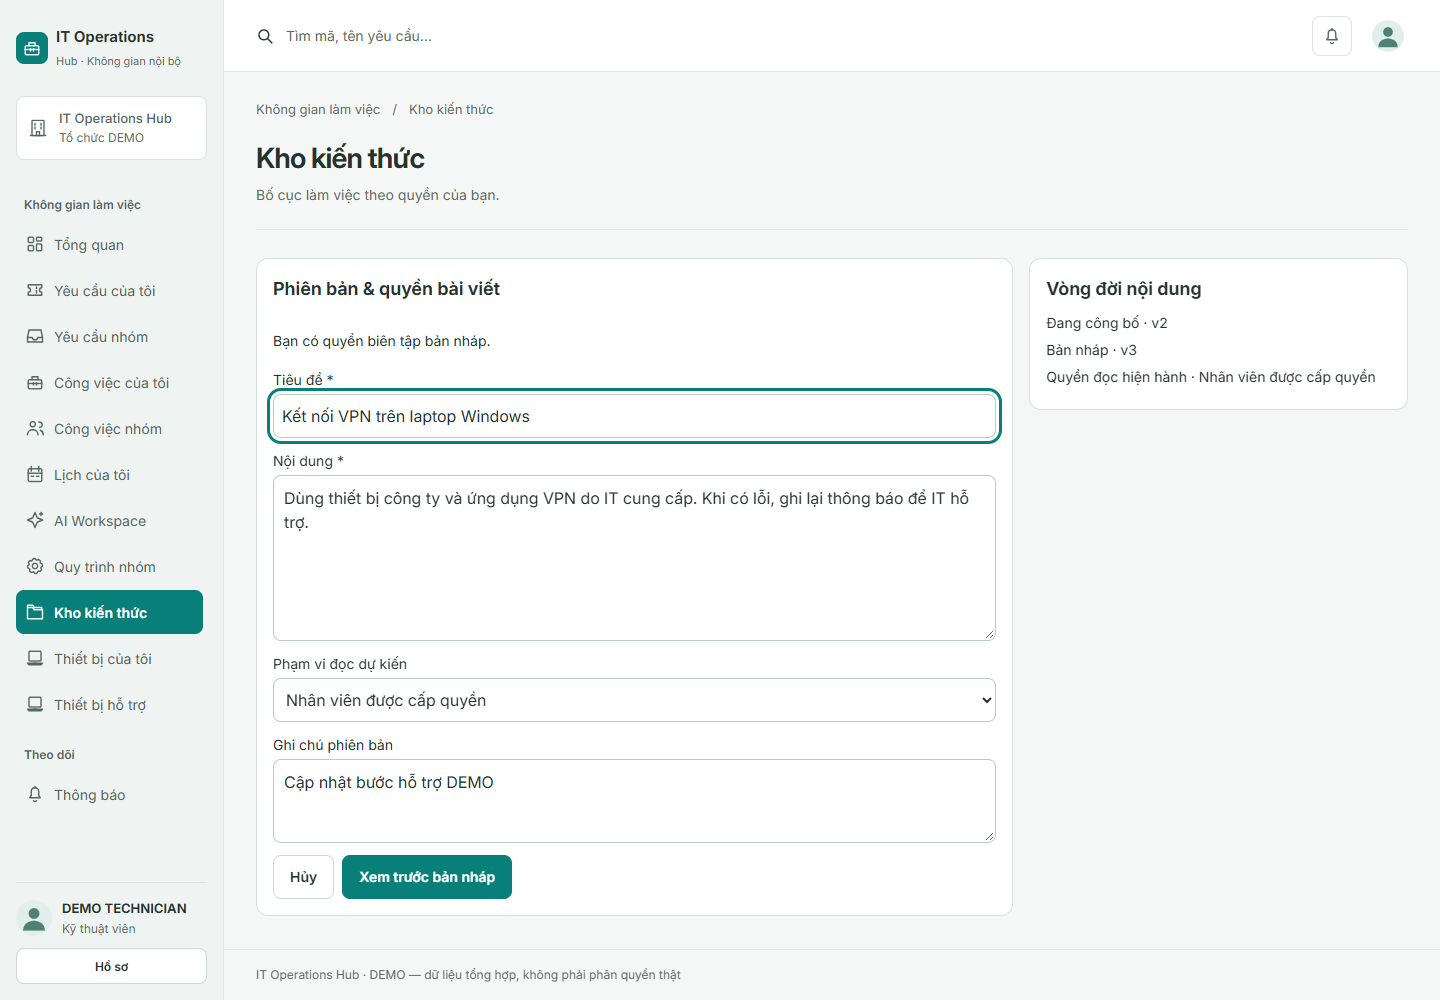 IT Operations
Hub · Không gian nội bộ
IT Operations Hub
Tổ chức DEMO
Không gian làm việc
Tổng quan
Yêu cầu của tôi
Yêu cầu nhóm
Công việc của tôi
Công việc nhóm
Lịch của tôi
AI Workspace
Quy trình nhóm
Kho kiến thức
Thiết bị của tôi
Thiết bị hỗ trợ
Theo dõi
Thông báo
DEMO TECHNICIAN
Kỹ thuật viên
Hồ sơ
Tìm mã, tên yêu cầu...
Không gian làm việc / Kho kiến thức
Kho kiến thức
Bố cục làm việc theo quyền của bạn.
Phiên bản & quyền bài viết
Bạn có quyền biên tập bản nháp.
Tiêu đề *
Kết nối VPN trên laptop Windows
Nội dung *
Dùng thiết bị công ty và ứng dụng VPN do IT cung cấp. Khi có lỗi, ghi lại thông báo để IT hỗ
trợ.
Phạm vi đọc dự kiến
Nhân viên được cấp quyền
Ghi chú phiên bản
Cập nhật bước hỗ trợ DEMO
Hủy
Xem trước bản nháp
Vòng đời nội dung
Đang công bố · v2
Bản nháp · v3
Quyền đọc hiện hành · Nhân viên được cấp quyền
IT Operations Hub · DEMO — dữ liệu tổng hợp, không phải phân quyền thật